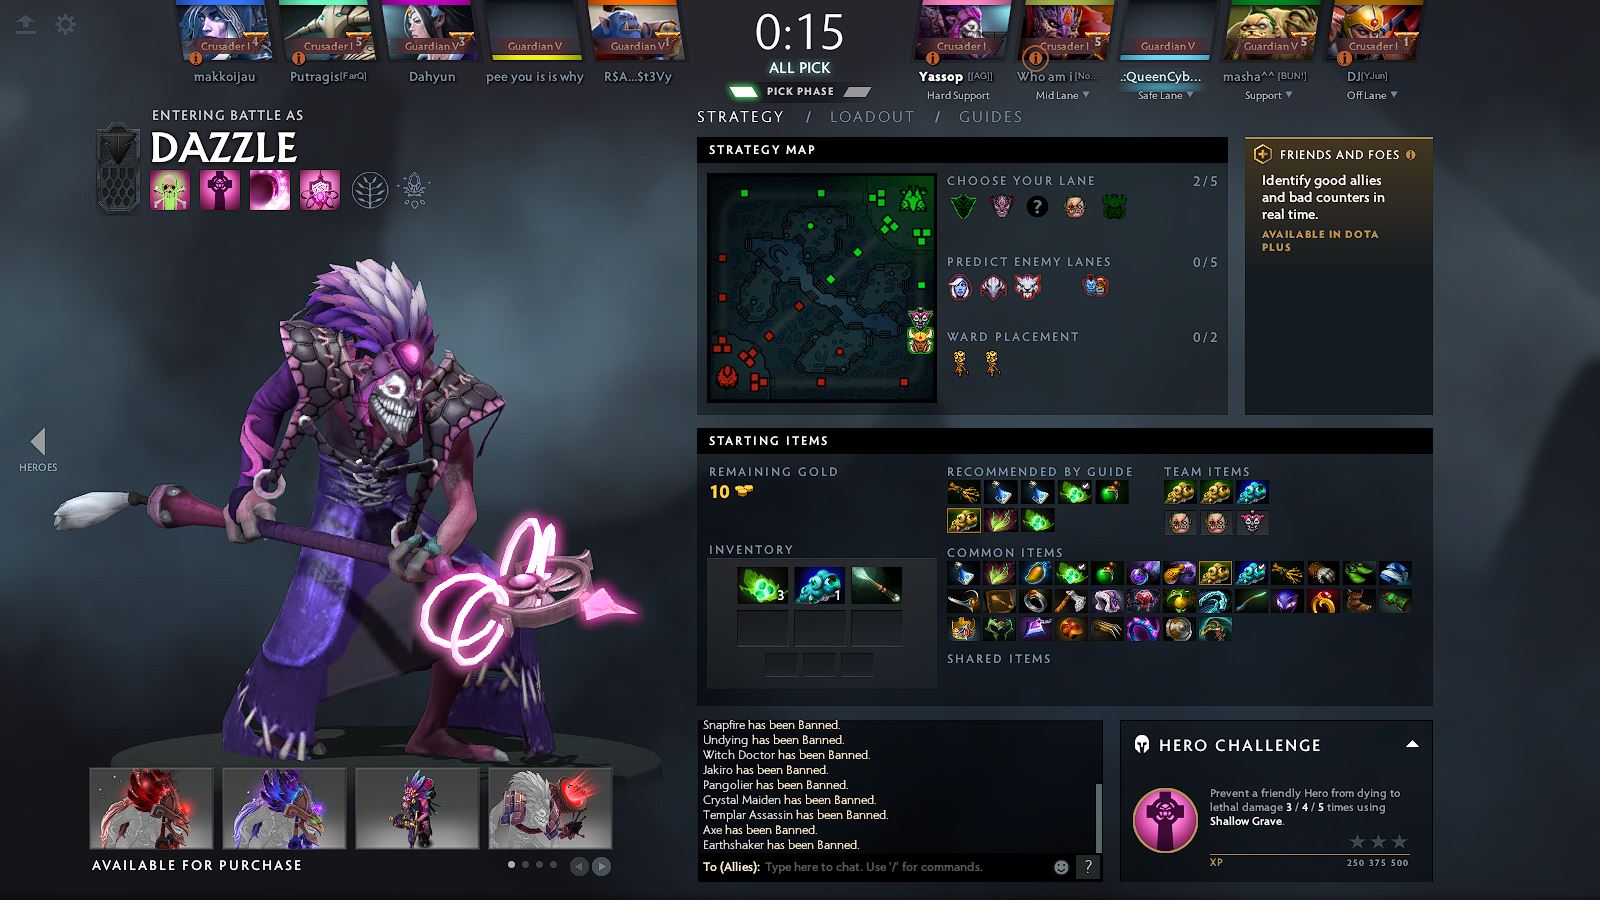 Crusader I 4
Crusader I 5
Guardian V 3
Guardian V
Guardian V 1
makkoijau
Putragis[FarQ]
Dahyun
pee you is is why
R$A...$t3Vy
0:15
ALL PICK
PICK PHASE
Crusader I
Crusader I 5
Guardian V
Guardian V 5
Crusader I 1
Yassop [[AG]]
Who am i [No...
.:QueenCyb...
masha^^ [BUN!]
DJ[YJun]
Hard Support
Mid Lane
Safe Lane
Support
Off Lane
ENTERING BATTLE AS
DAZZLE
HEROES
STRATEGY / LOADOUT / GUIDES
STRATEGY MAP
CHOOSE YOUR LANE 2/5
?
PREDICT ENEMY LANES 0/5
WARD PLACEMENT 0/2
FRIENDS AND FOES
Identify good allies
and bad counters in
real time.
AVAILABLE IN DOTA
PLUS
STARTING ITEMS
REMAINING GOLD
10
INVENTORY
3
1
RECOMMENDED BY GUIDE
TEAM ITEMS
COMMON ITEMS
SHARED ITEMS
Snapfire has been Banned.
Undying has been Banned.
Witch Doctor has been Banned.
Jakiro has been Banned.
Pangolier has been Banned.
Crystal Maiden has been Banned.
Templar Assassin has been Banned.
Axe has been Banned.
Earthshaker has been Banned.
To (Allies): Type here to chat. Use '/' for commands.
?
HERO CHALLENGE
Prevent a friendly Hero from dying to
lethal damage 3 / 4 / 5 times using
Shallow Grave.
XP 250 375 500
AVAILABLE FOR PURCHASE